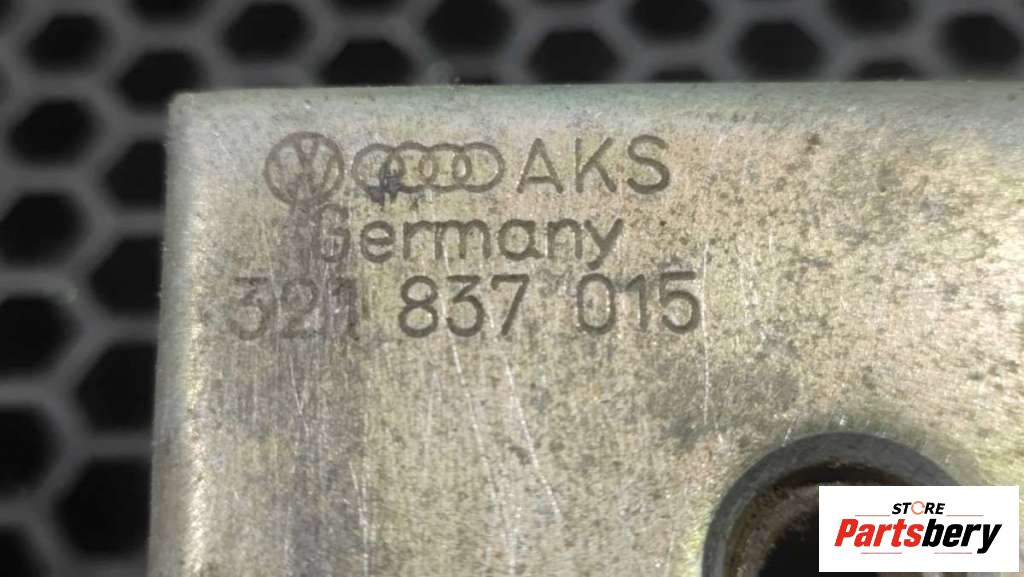 AKS
Germany
321 837 015
STORE
Partsbery